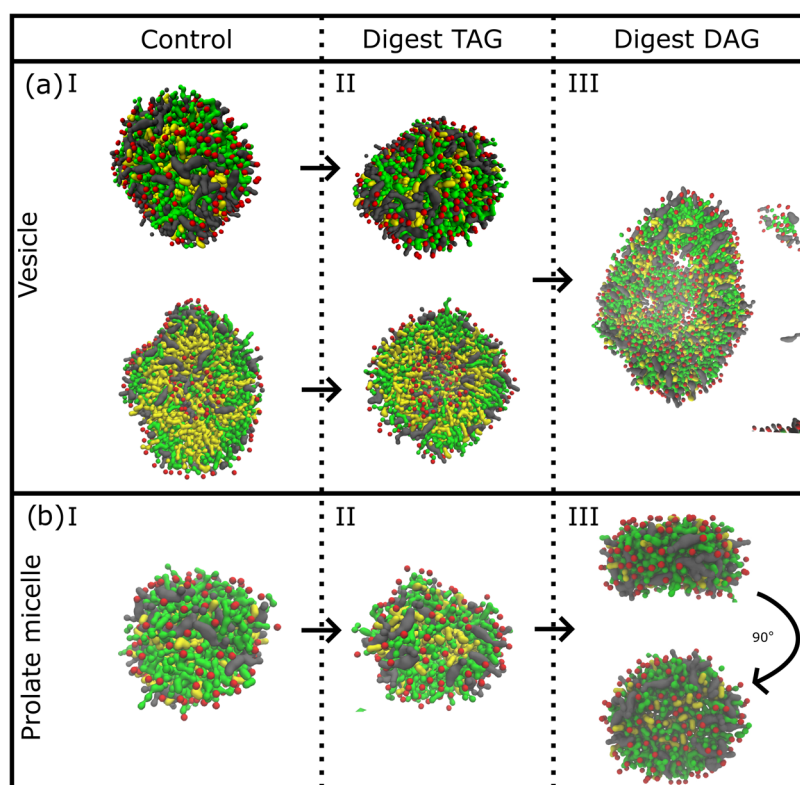 Control
Digest TAG
Digest DAG
Vesicle
(a) I
II
III
Prolate micelle
(b) I
II
III
90°